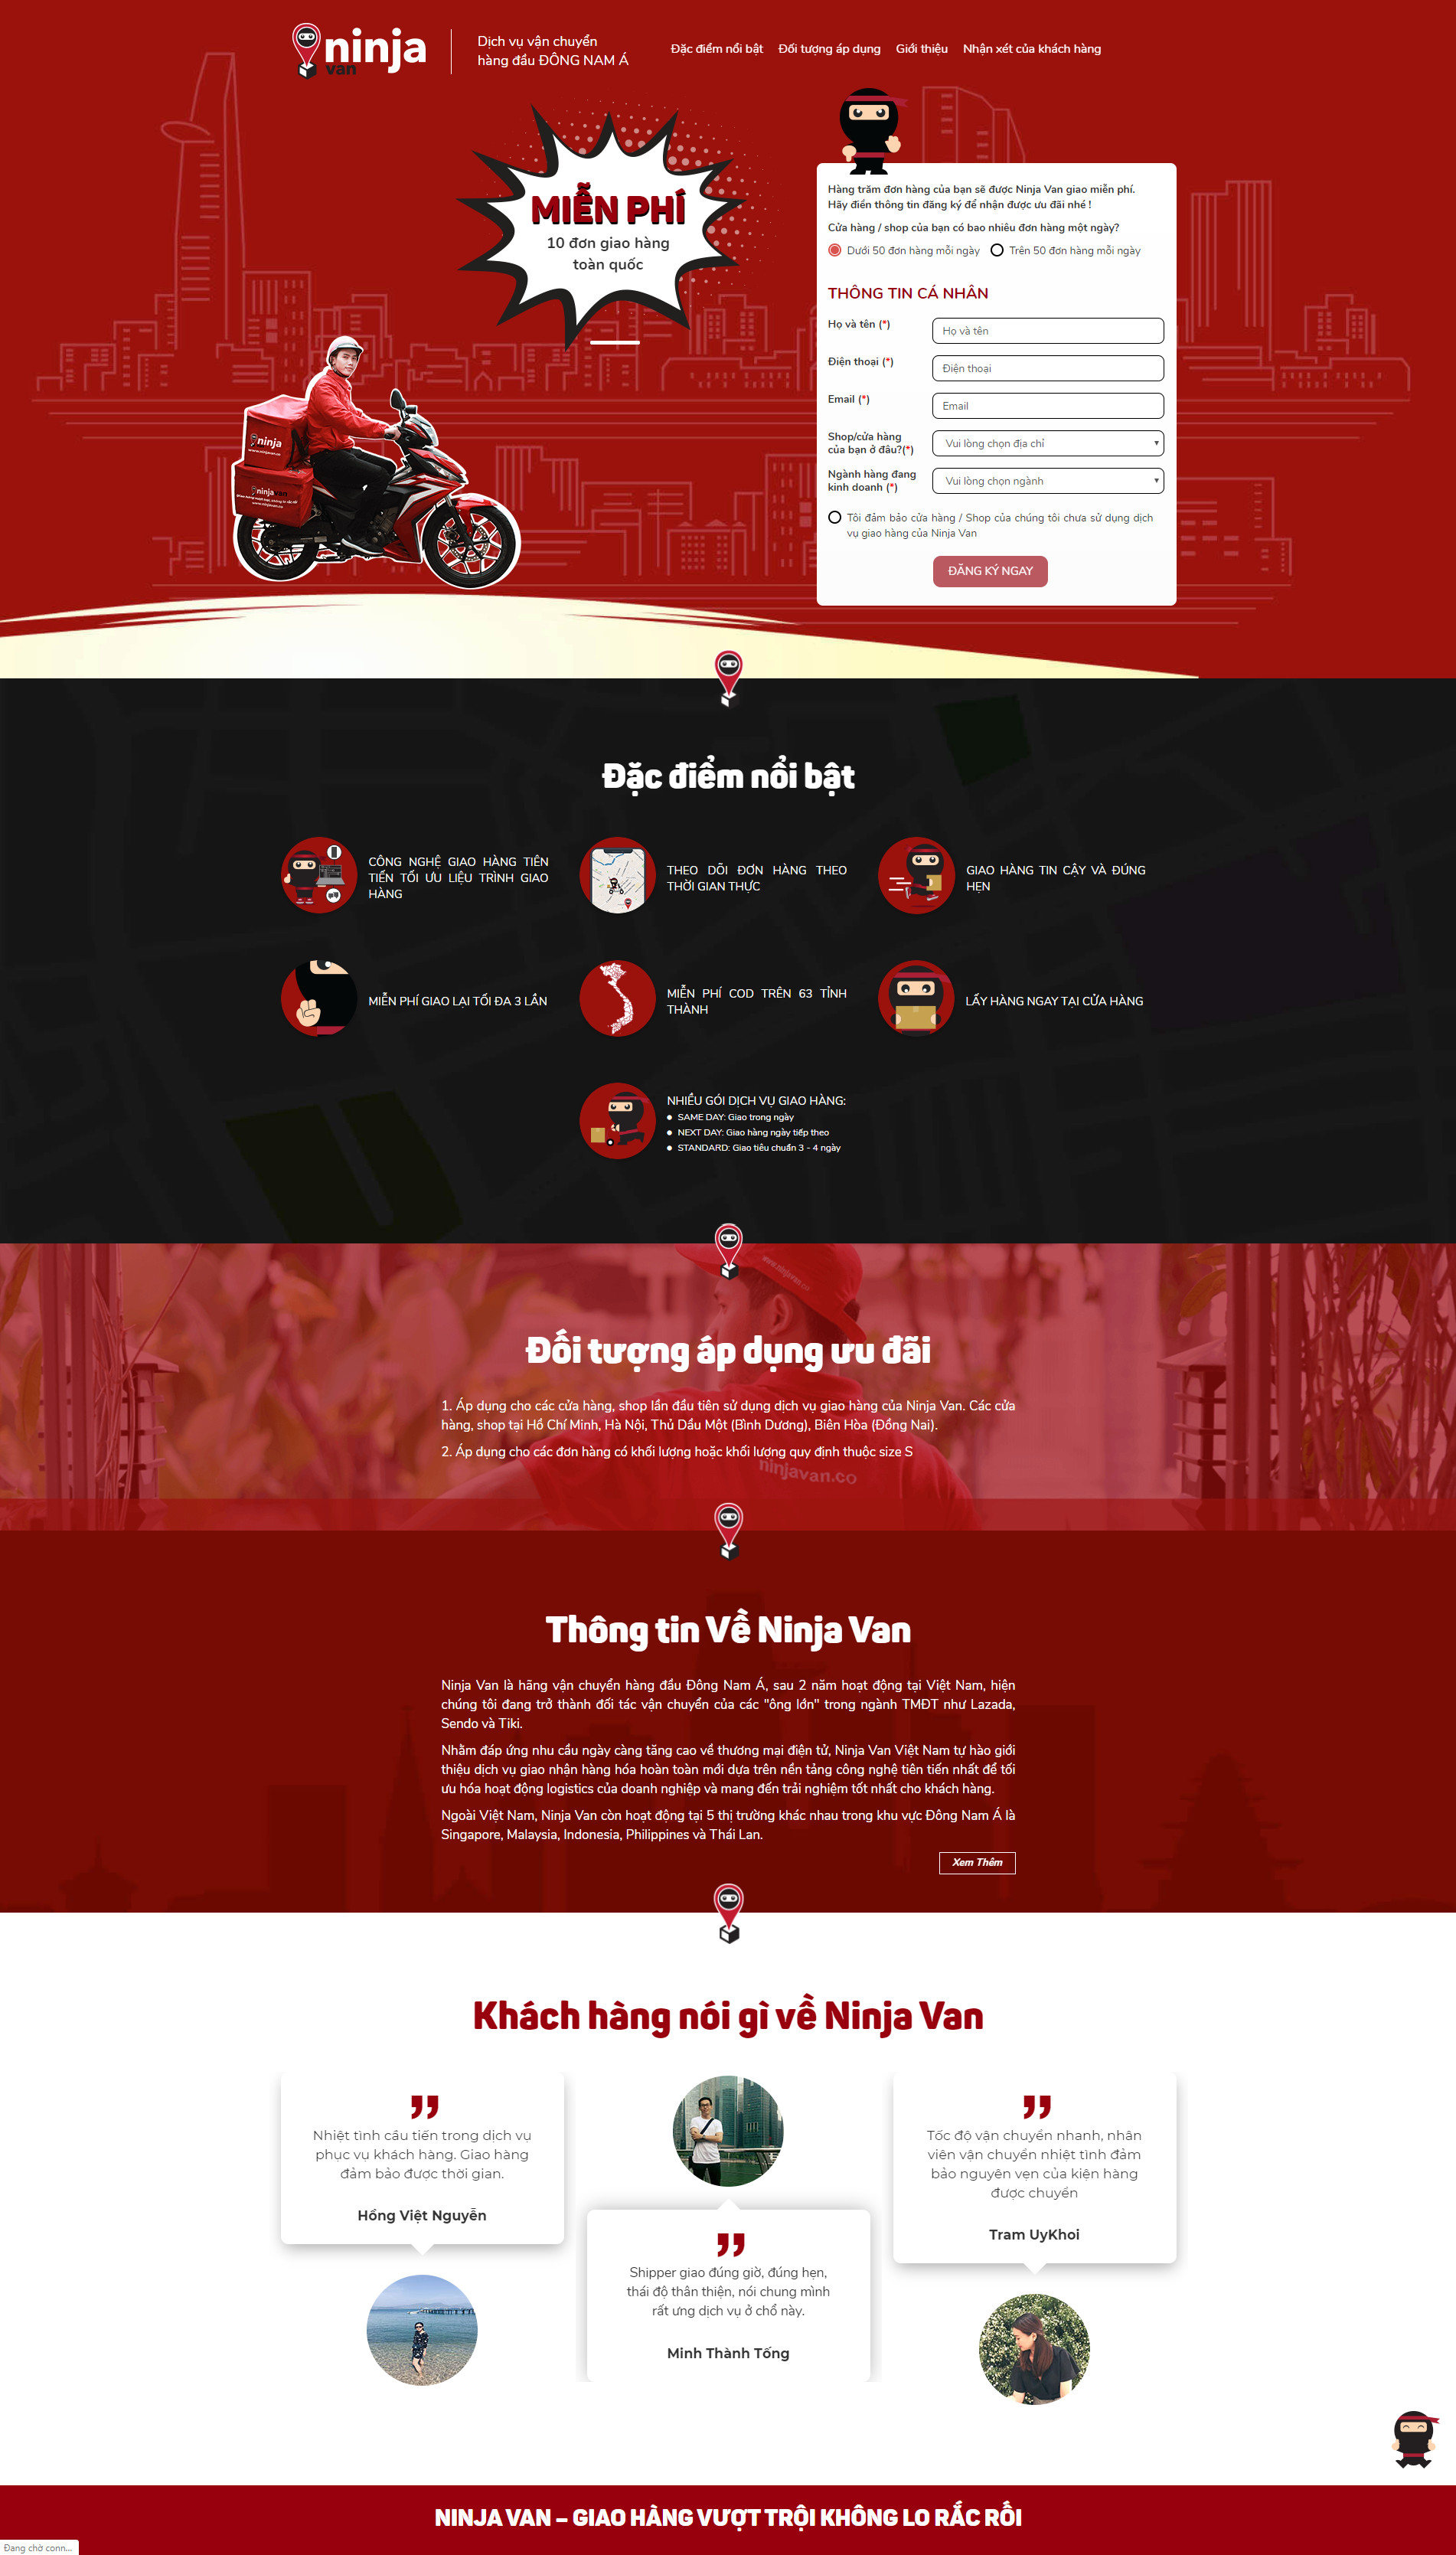 ninja
van
Dịch vụ vận chuyển
hàng đầu ĐÔNG NAM Á
Đặc điểm nổi bật
Đối tượng áp dụng
Giới thiệu
Nhận xét của khách hàng
MIỄN PHÍ
10 đơn giao hàng
toàn quốc
Hàng trăm đơn hàng của bạn sẽ được Ninja Van giao miễn phí.
Hãy điền thông tin đăng ký để nhận được ưu đãi nhé !
Cửa hàng / shop của bạn có bao nhiêu đơn hàng một ngày?
Dưới 50 đơn hàng mỗi ngày
Trên 50 đơn hàng mỗi ngày
THÔNG TIN CÁ NHÂN
Họ và tên (*)
Họ và tên
Điện thoại (*)
Điện thoại
Email (*)
Email
Shop/cửa hàng
của bạn ở đâu?(*)
Vui lòng chọn địa chỉ
Ngành hàng đang
kinh doanh (*)
Vui lòng chọn ngành
Tôi đảm bảo cửa hàng / Shop của chúng tôi chưa sử dụng dịch
vụ giao hàng của Ninja Van
ĐĂNG KÝ NGAY
ninja
www.ninjavan.co
ninjavan
www.ninjavan.co
Đặc điểm nổi bật
CÔNG NGHỆ GIAO HÀNG TIÊN
TIẾN TỐI ƯU LIỆU TRÌNH GIAO
HÀNG
THEO DÕI ĐƠN HÀNG THEO
THỜI GIAN THỰC
GIAO HÀNG TIN CẬY VÀ ĐÚNG
HẸN
MIỄN PHÍ GIAO LẠI TỐI ĐA 3 LẦN
MIỄN PHÍ COD TRÊN 63 TỈNH
THÀNH
LẤY HÀNG NGAY TẠI CỬA HÀNG
NHIỀU GÓI DỊCH VỤ GIAO HÀNG:
SAME DAY: Giao trong ngày
NEXT DAY: Giao hàng ngày tiếp theo
STANDARD: Giao tiêu chuẩn 3 - 4 ngày
www.ninjavan.co
Đối tượng áp dụng ưu đãi
1. Áp dụng cho các cửa hàng, shop lần đầu tiên sử dụng dịch vụ giao hàng của Ninja Van. Các cửa
hàng, shop tại Hồ Chí Minh, Hà Nội, Thủ Dầu Một (Bình Dương), Biên Hòa (Đồng Nai).
2. Áp dụng cho các đơn hàng có khối lượng hoặc khối lượng quy định thuộc size S
ninjavan.co
Thông tin Về Ninja Van
Ninja Van là hãng vận chuyển hàng đầu Đông Nam Á, sau 2 năm hoạt động tại Việt Nam, hiện
chúng tôi đang trở thành đối tác vận chuyển của các "ông lớn" trong ngành TMĐT như Lazada,
Sendo và Tiki.
Nhằm đáp ứng nhu cầu ngày càng tăng cao về thương mại điện tử, Ninja Van Việt Nam tự hào giới
thiệu dịch vụ giao nhận hàng hóa hoàn toàn mới dựa trên nền tảng công nghệ tiên tiến nhất để tối
ưu hóa hoạt động logistics của doanh nghiệp và mang đến trải nghiệm tốt nhất cho khách hàng.
Ngoài Việt Nam, Ninja Van còn hoạt động tại 5 thị trường khác nhau trong khu vực Đông Nam Á là
Singapore, Malaysia, Indonesia, Philippines và Thái Lan.
Xem Thêm
Khách hàng nói gì về Ninja Van
Nhiệt tình cầu tiến trong dịch vụ
phục vụ khách hàng. Giao hàng
đảm bảo được thời gian.
Hồng Việt Nguyễn
Shipper giao đúng giờ, đúng hẹn,
thái độ thân thiện, nói chung mình
rất ưng dịch vụ ở chổ này.
Minh Thành Tống
Tốc độ vận chuyển nhanh, nhân
viên vận chuyển nhiệt tình đảm
bảo nguyên vẹn của kiện hàng
được chuyển
Tram UyKhoi
NINJA VAN – GIAO HÀNG VƯỢT TRỘI KHÔNG LO RẮC RỐI
Đang chờ conn...